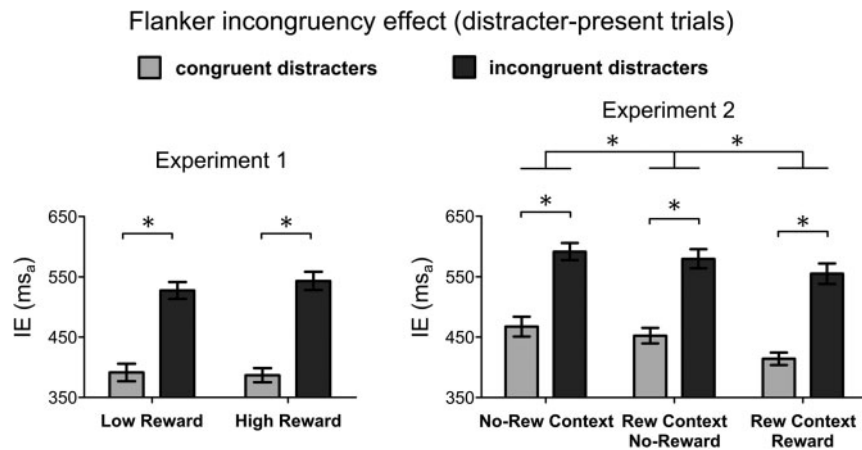 Flanker incongruency effect (distracter-present trials)
congruent distracters
incongruent distracters
Experiment 1
Experiment 2
* *
* *
* * *
IE (msₐ)
650
550
450
350
Low Reward
High Reward
IE (msₐ)
650
550
450
350
No-Rew Context
Rew Context
No-Reward
Rew Context
Reward